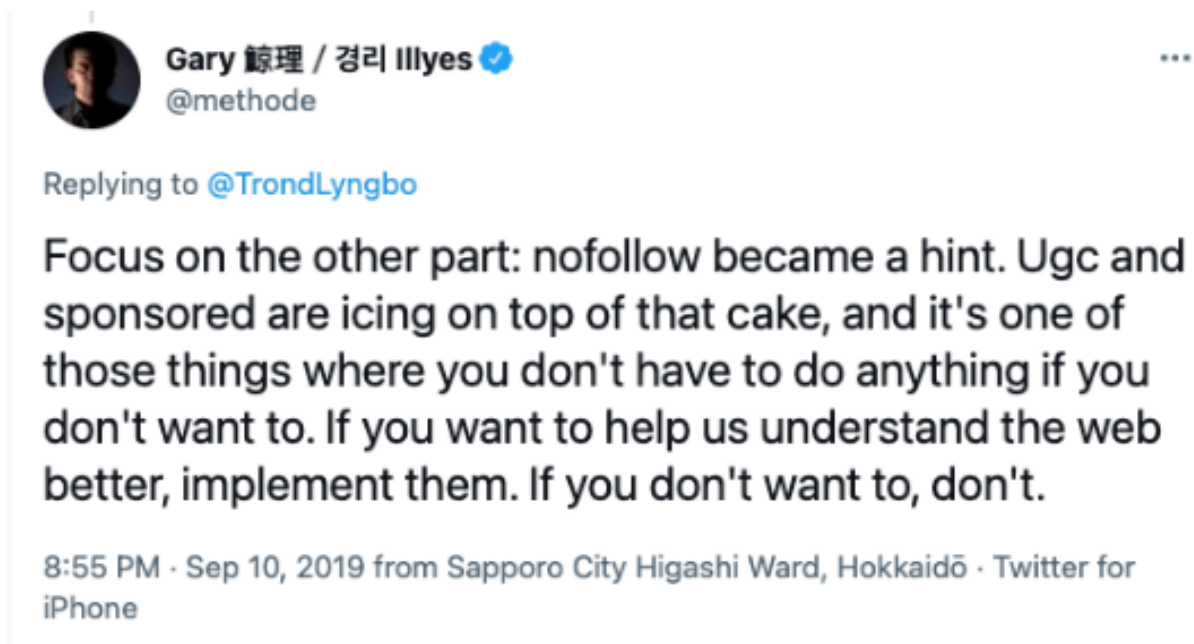 Gary 鯨理 / 경리 Illyes
@methode
Replying to @TrondLyngbo
Focus on the other part: nofollow became a hint. Ugc and
sponsored are icing on top of that cake, and it's one of
those things where you don't have to do anything if you
don't want to. If you want to help us understand the web
better, implement them. If you don't want to, don't.
8:55 PM · Sep 10, 2019 from Sapporo City Higashi Ward, Hokkaidō · Twitter for
iPhone